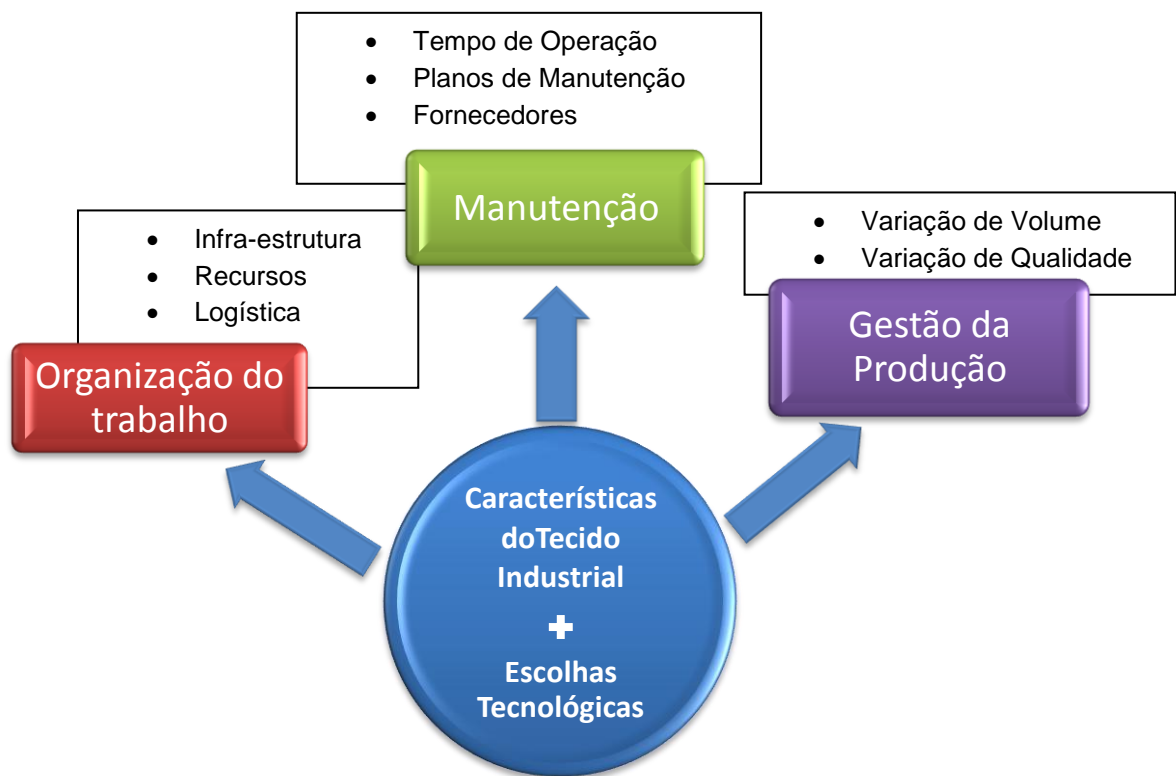 • Tempo de Operação
• Planos de Manutenção
• Fornecedores
Manutenção
• Infra-estrutura
• Recursos
• Logística
Organização do
trabalho
• Variação de Volume
• Variação de Qualidade
Gestão da
Produção
Característícas
doTecido
Industrial
+
Escolhas
Tecnológicas